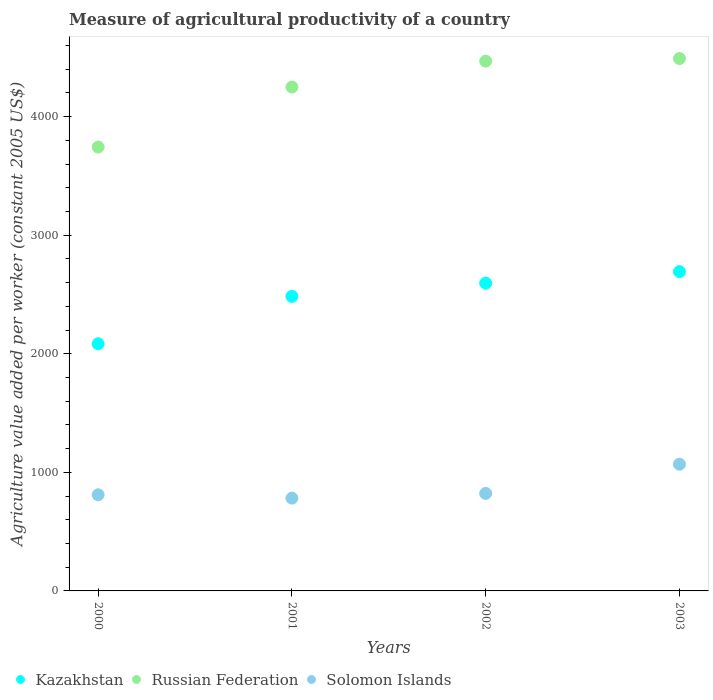 Measure of agricultural productivity of a country
Agriculture value added per worker (constant 2005 US$)
4000
3000
2000
1000
0
2000
2001
2002
2003
Years
Kazakhstan
Russian Federation
Solomon Islands